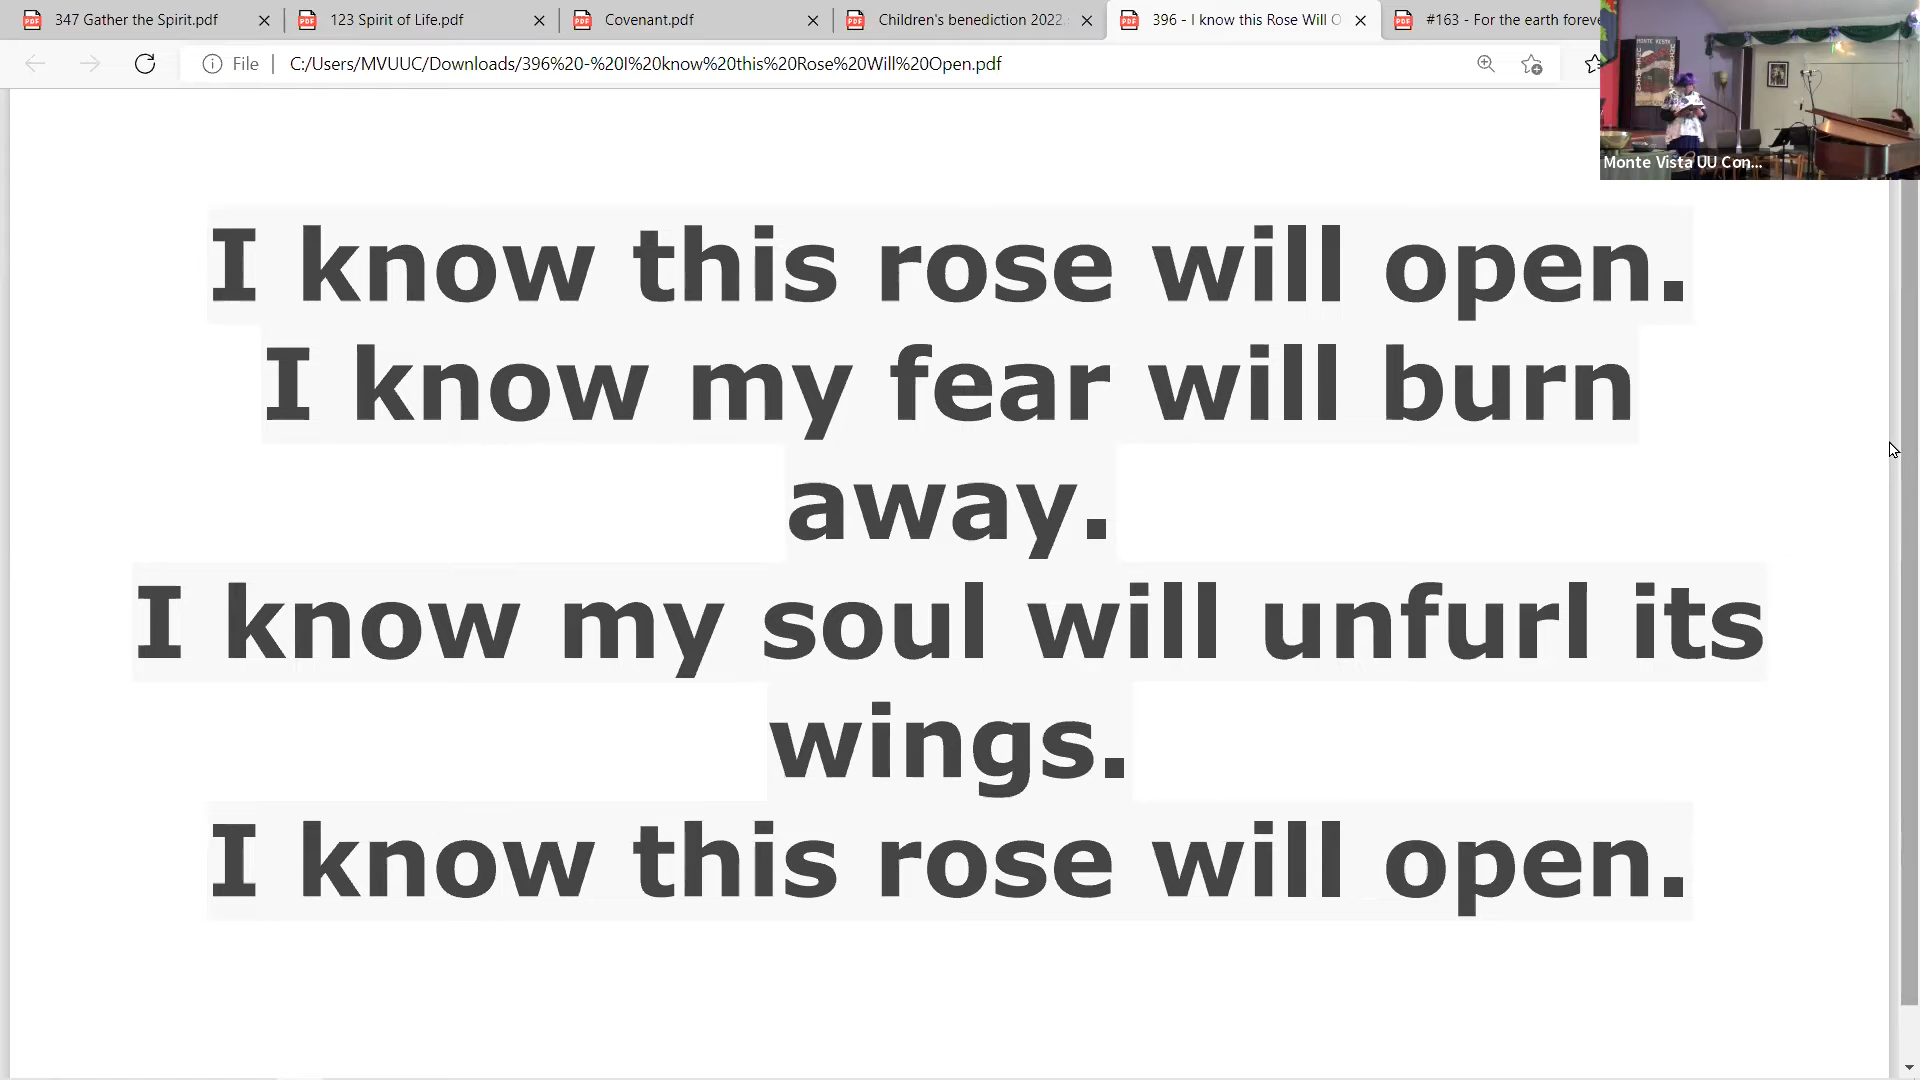 347 Gather the Spirit.pdf
123 Spirit of Life.pdf
Covenant.pdf
Children's benediction 2022.
396 - I know this Rose Will O
#163 - For the earth foreve
File
C:/Users/MVUUC/Downloads/396%20-%20I%20know%20this%20Rose%20Will%20Open.pdf
MONTE VISTA
Monte Vista UU Con...
I know this rose will open.
I know my fear will burn
away.
I know my soul will unfurl its
wings.
I know this rose will open.